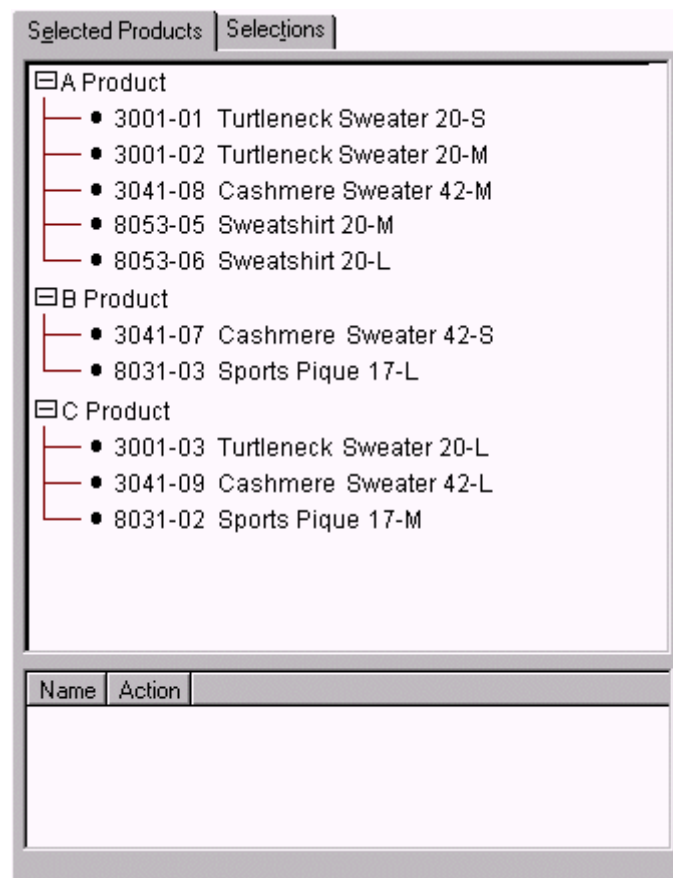 Selected Products Selections
A Product
3001-01 Turtleneck Sweater 20-S
3001-02 Turtleneck Sweater 20-M
3041-08 Cashmere Sweater 42-M
8053-05 Sweatshirt 20-M
8053-06 Sweatshirt 20-L
B Product
3041-07 Cashmere Sweater 42-S
8031-03 Sports Pique 17-L
C Product
3001-03 Turtleneck Sweater 20-L
3041-09 Cashmere Sweater 42-L
8031-02 Sports Pique 17-M
Name Action